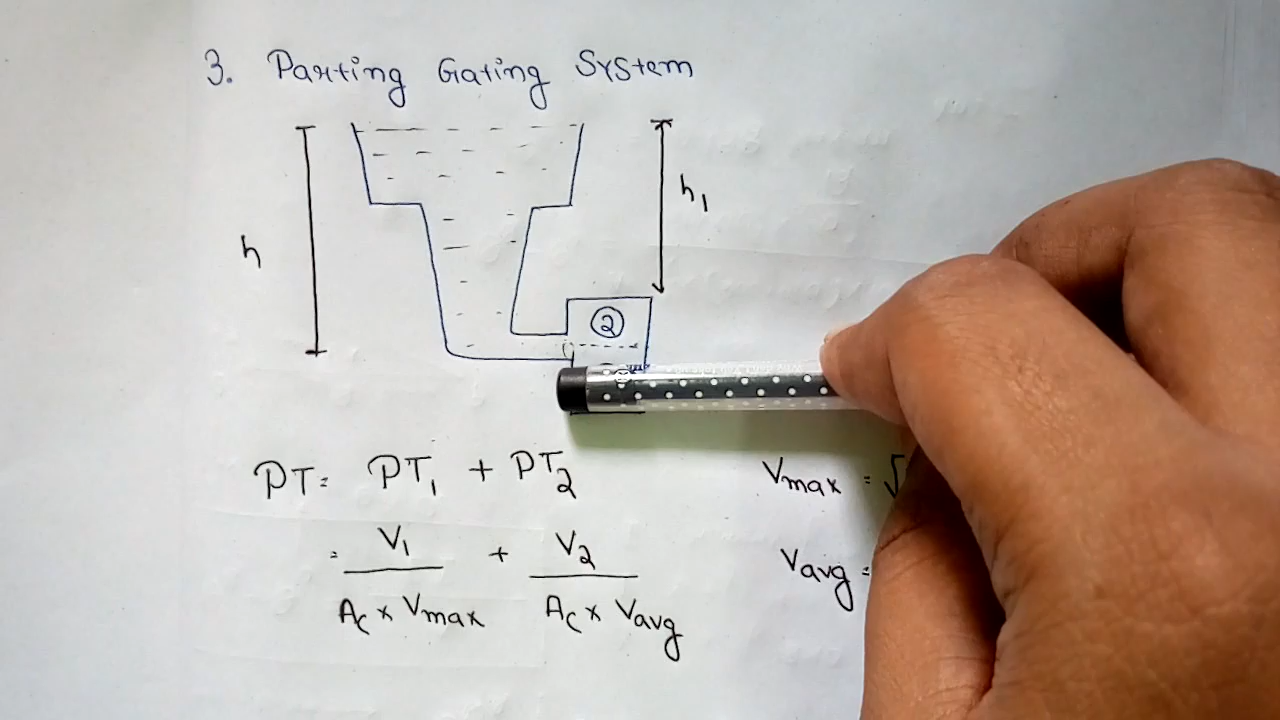 3. Parting Gating System
h
h1
②
PT = PT1 + PT2
Vmax = √
= V1 / Ac × Vmax + V2 / Ac × Vavg
Vavg =